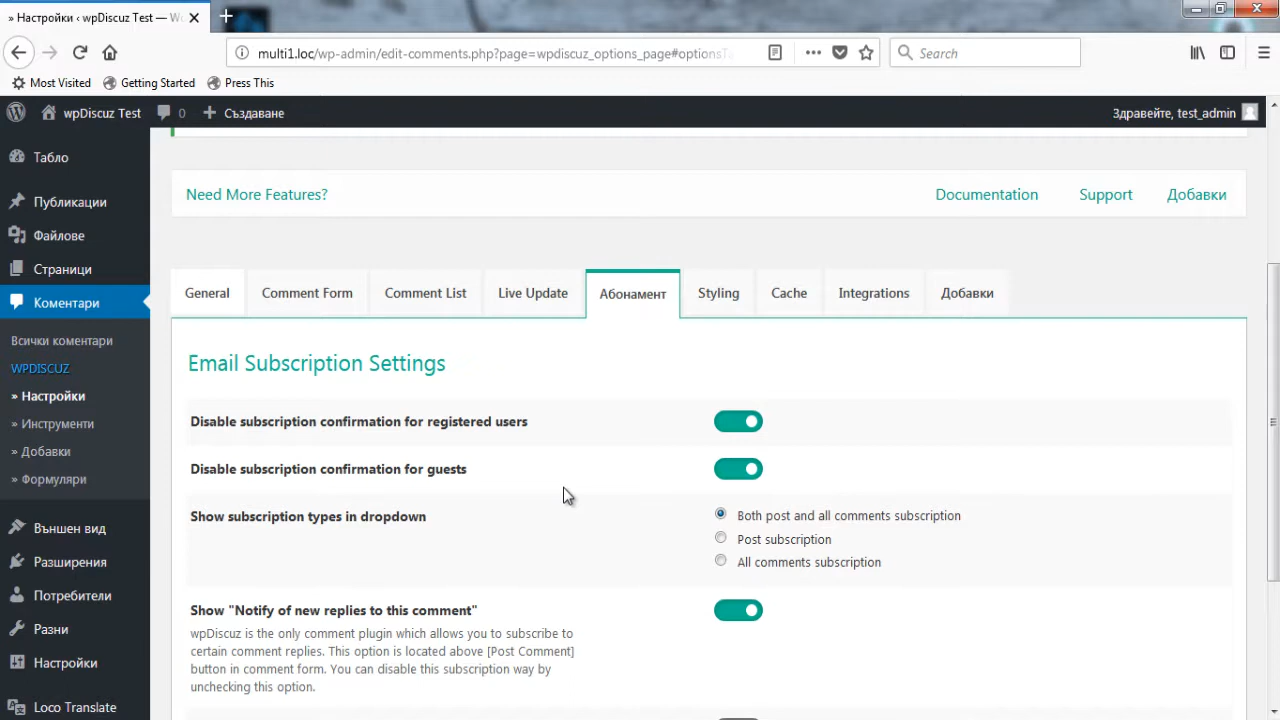 » Настройки ‹ wpDiscuz Test — W
multi1.loc/wp-admin/edit-comments.php?page=wpdiscuz_options_page#optionsT
Search
Most Visited
Getting Started
Press This
wpDiscuz Test
0
Създаване
Здравейте, test_admin
Табло
Публикации
Файлове
Страници
Коментари
Всички коментари
WPDISCUZ
» Настройки
» Инструменти
» Добавки
» Формуляри
Външен вид
Разширения
Потребители
Разни
Настройки
Loco Translate
Need More Features?
Documentation
Support
Добавки
General
Comment Form
Comment List
Live Update
Абонамент
Styling
Cache
Integrations
Добавки
Email Subscription Settings
Disable subscription confirmation for registered users
Disable subscription confirmation for guests
Show subscription types in dropdown
Both post and all comments subscription
Post subscription
All comments subscription
Show "Notify of new replies to this comment"
wpDiscuz is the only comment plugin which allows you to subscribe to
certain comment replies. This option is located above [Post Comment]
button in comment form. You can disable this subscription way by
unchecking this option.